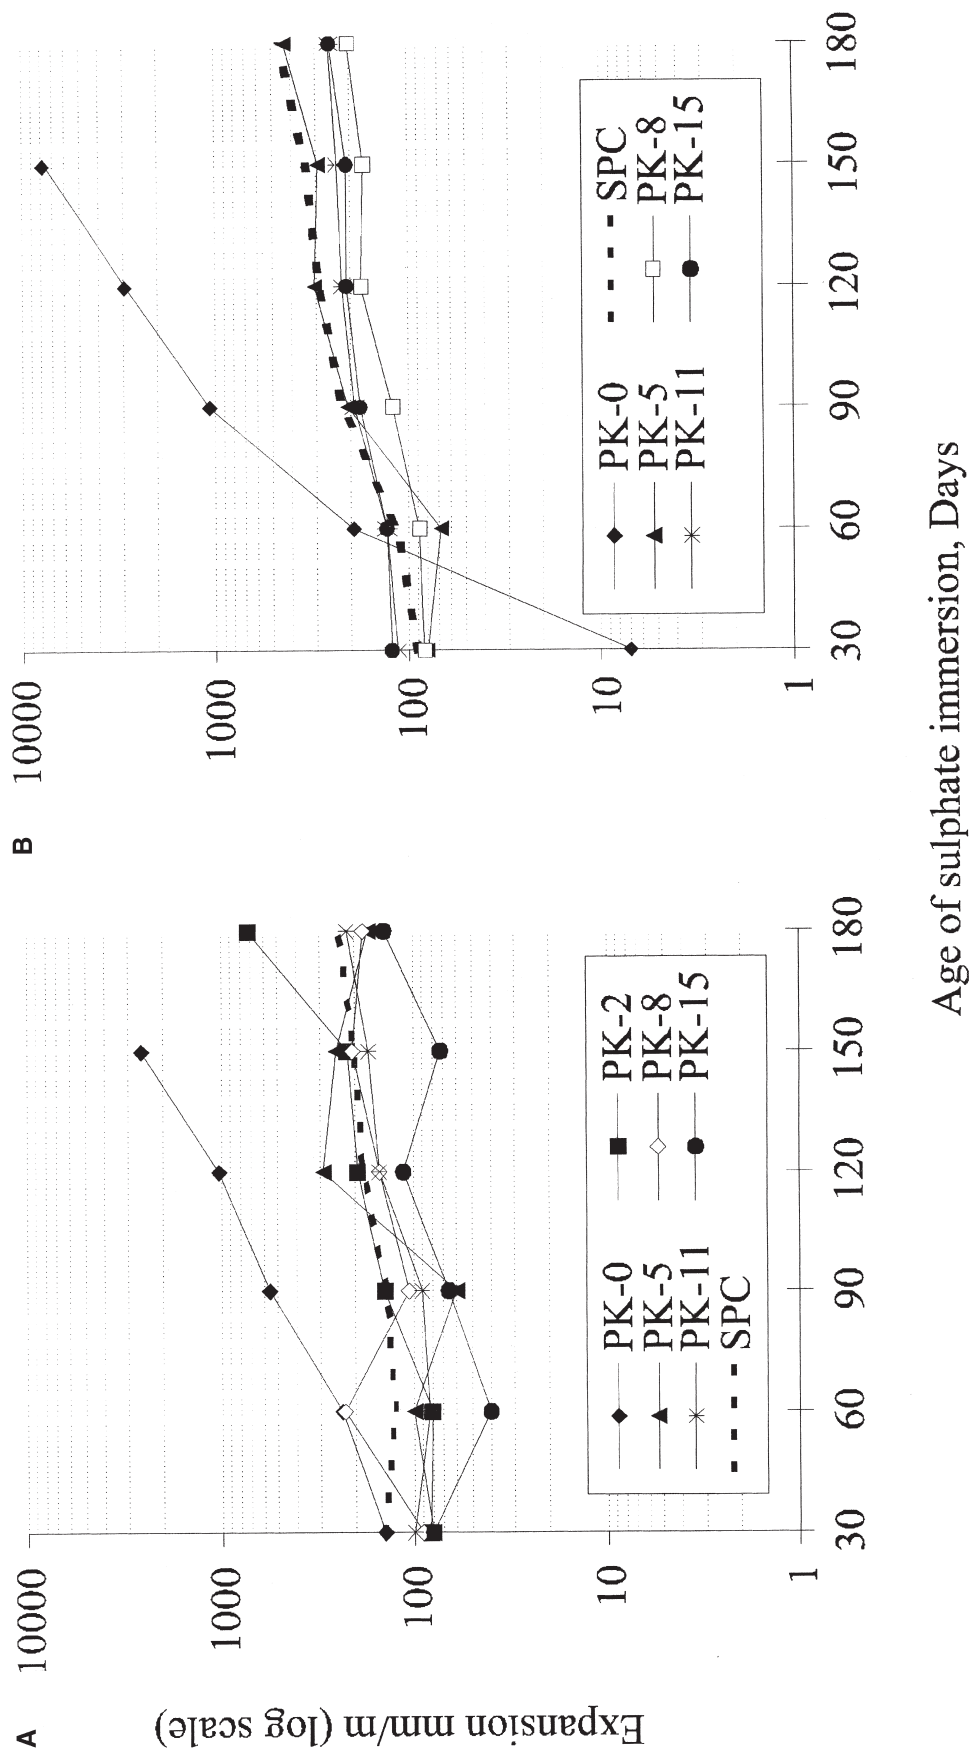 A
Expansion mm/m (log scale)
10000
1000
100
10
1
30
60
90
120
150
180
PK-0
PK-2
PK-5
PK-8
PK-11
PK-15
SPC
B
10000
1000
100
10
1
30
60
90
120
150
180
PK-0
SPC
PK-5
PK-8
PK-11
PK-15
Age of sulphate immersion, Days